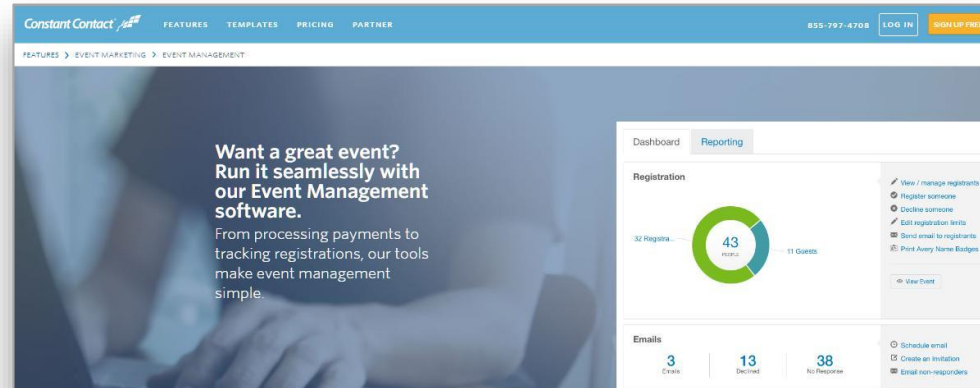 Constant Contact FEATURES TEMPLATES PRICING PARTNER 855-797-4708 LOG IN SIGN UP FREE
FEATURES > EVENT MARKETING > EVENT MANAGEMENT
Want a great event?
Run it seamlessly with
our Event Management
software.
From processing payments to
tracking registrations, our tools
make event management
simple.
Dashboard Reporting
Registration
32 Registra...
43
PEOPLE
11 Guests
View / manage registrants
Register someone
Decline someone
Edit registration limits
Send email to registrants
Print Avery Name Badges
View Event
Emails
3 13 38
Emails Declined No Response
Schedule email
Create an Invitation
Email non-responders